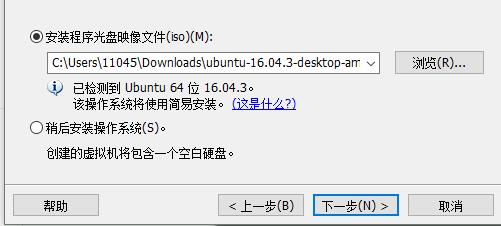 安装程序光盘映像文件(iso)(M):
C:\Users\11045\Downloads\ubuntu-16.04.3-desktop-am
浏览(R)...
已检测到 Ubuntu 64 位 16.04.3。
该操作系统将使用简易安装。(这是什么?)
稍后安装操作系统(S)。
创建的虚拟机将包含一个空白硬盘。
帮助
< 上一步(B)
下一步(N) >
取消